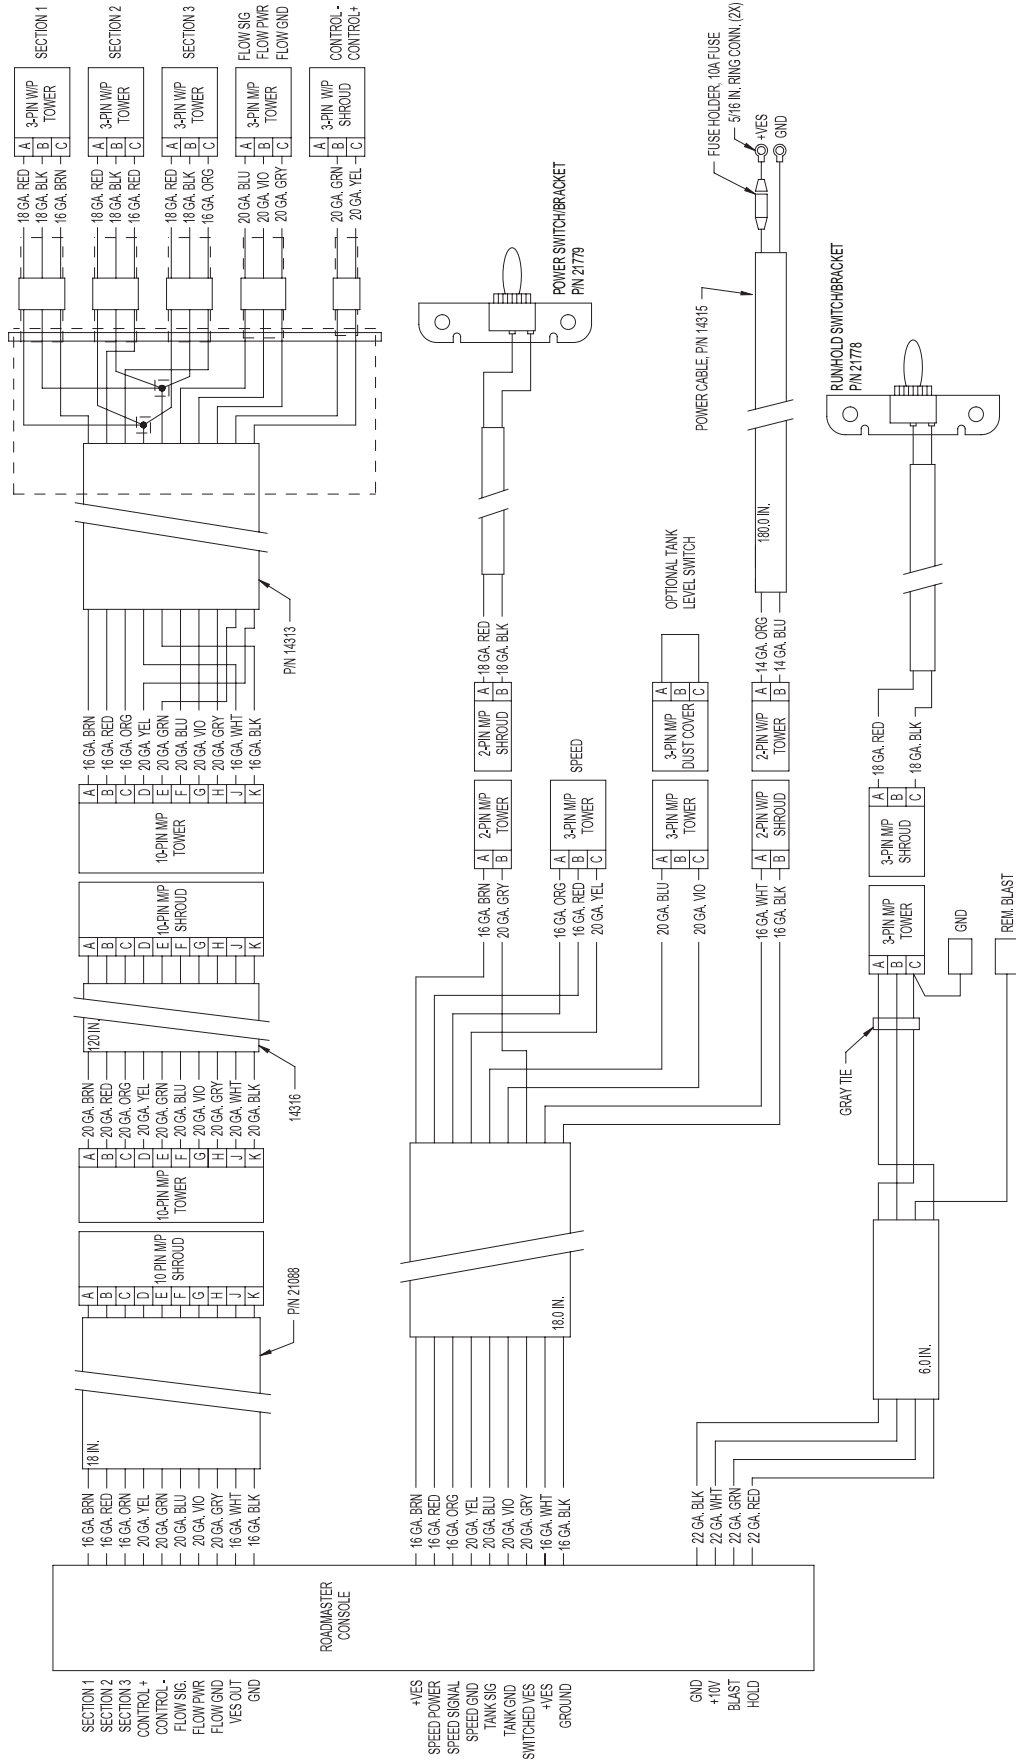 SECTION 1
SECTION 2
SECTION 3
CONTROL +
CONTROL -
FLOW SIG.
FLOW PWR
FLOW GND
VES OUT
GND
+VES
SPEED POWER
SPEED SIGNAL
SPEED GND
TANK SIG
TANK GND
SWITCHED VES
+VES
GROUND
GND
+10V
BLAST
HOLD
ROADMASTER
CONSOLE
16 GA. BRN
16 GA. RED
16 GA. ORN
20 GA. YEL
20 GA. GRN
20 GA. BLU
20 GA. VIO
20 GA. GRY
16 GA. WHT
16 GA. BLK
18 IN.
P/N 21088
A
B
C
D
E
F
G
H
J
K
10 PIN M/P
SHROUD
10-PIN M/P
TOWER
A
B
C
D
E
F
G
H
J
K
20 GA. BRN
20 GA. RED
20 GA. ORG
20 GA. YEL
20 GA. GRN
20 GA. BLU
20 GA. VIO
20 GA. GRY
20 GA. WHT
20 GA. BLK
120 IN.
14316
A
B
C
D
E
F
G
H
J
K
10-PIN M/P
SHROUD
10-PIN M/P
TOWER
A
B
C
D
E
F
G
H
J
K
16 GA. BRN
16 GA. RED
16 GA. ORG
20 GA. YEL
20 GA. GRN
20 GA. BLU
20 GA. VIO
20 GA. GRY
16 GA. WHT
16 GA. BLK
P/N 14313
18 GA. RED
18 GA. BLK
16 GA. BRN
A
B
C
3-PIN W/P
TOWER
SECTION 1
18 GA. RED
18 GA. BLK
16 GA. RED
A
B
C
3-PIN W/P
TOWER
SECTION 2
18 GA. RED
18 GA. BLK
16 GA. ORG
A
B
C
3-PIN W/P
TOWER
SECTION 3
20 GA. BLU
20 GA. VIO
20 GA. GRY
A
B
C
3-PIN M/P
TOWER
FLOW SIG
FLOW PWR
FLOW GND
20 GA. GRN
20 GA. YEL
A
B
C
3-PIN W/P
SHROUD
CONTROL-
CONTROL+
16 GA. BRN
16 GA. RED
16 GA. ORG
20 GA. YEL
20 GA. BLU
20 GA. VIO
20 GA. GRY
16 GA. WHT
16 GA. BLK
18.0 IN.
16 GA. BRN
20 GA. GRY
A
B
2-PIN M/P
TOWER
2-PIN M/P
SHROUD
A
B
18 GA. RED
18 GA. BLK
POWER SWITCH/BRACKET
P/N 21779
16 GA. ORG
16 GA. RED
20 GA. YEL
A
B
C
3-PIN M/P
TOWER
SPEED
20 GA. BLU
20 GA. VIO
A
B
C
3-PIN M/P
TOWER
3-PIN M/P
DUST COVER
A
B
C
OPTIONAL TANK
LEVEL SWITCH
16 GA. WHT
16 GA. BLK
A
B
2-PIN W/P
SHROUD
2-PIN W/P
TOWER
A
B
14 GA. ORG
14 GA. BLU
180.0 IN.
POWER CABLE, P/N 14315
FUSE HOLDER, 10A FUSE
5/16 IN. RING CONN. (2X)
+VES
GND
22 GA. BLK
22 GA. WHT
22 GA. GRN
22 GA. RED
6.0 IN.
GRAY TIE
A
B
C
3-PIN M/P
TOWER
GND
REM. BLAST
3-PIN M/P
SHROUD
A
B
C
18 GA. RED
18 GA. BLK
RUN/HOLD SWITCH/BRACKET
P/N 21778